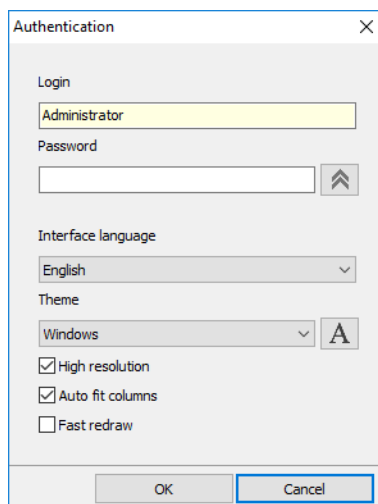 Authentication
Login
Administrator
Password
Interface language
English
Theme
Windows
A
High resolution
Auto fit columns
Fast redraw
OK Cancel